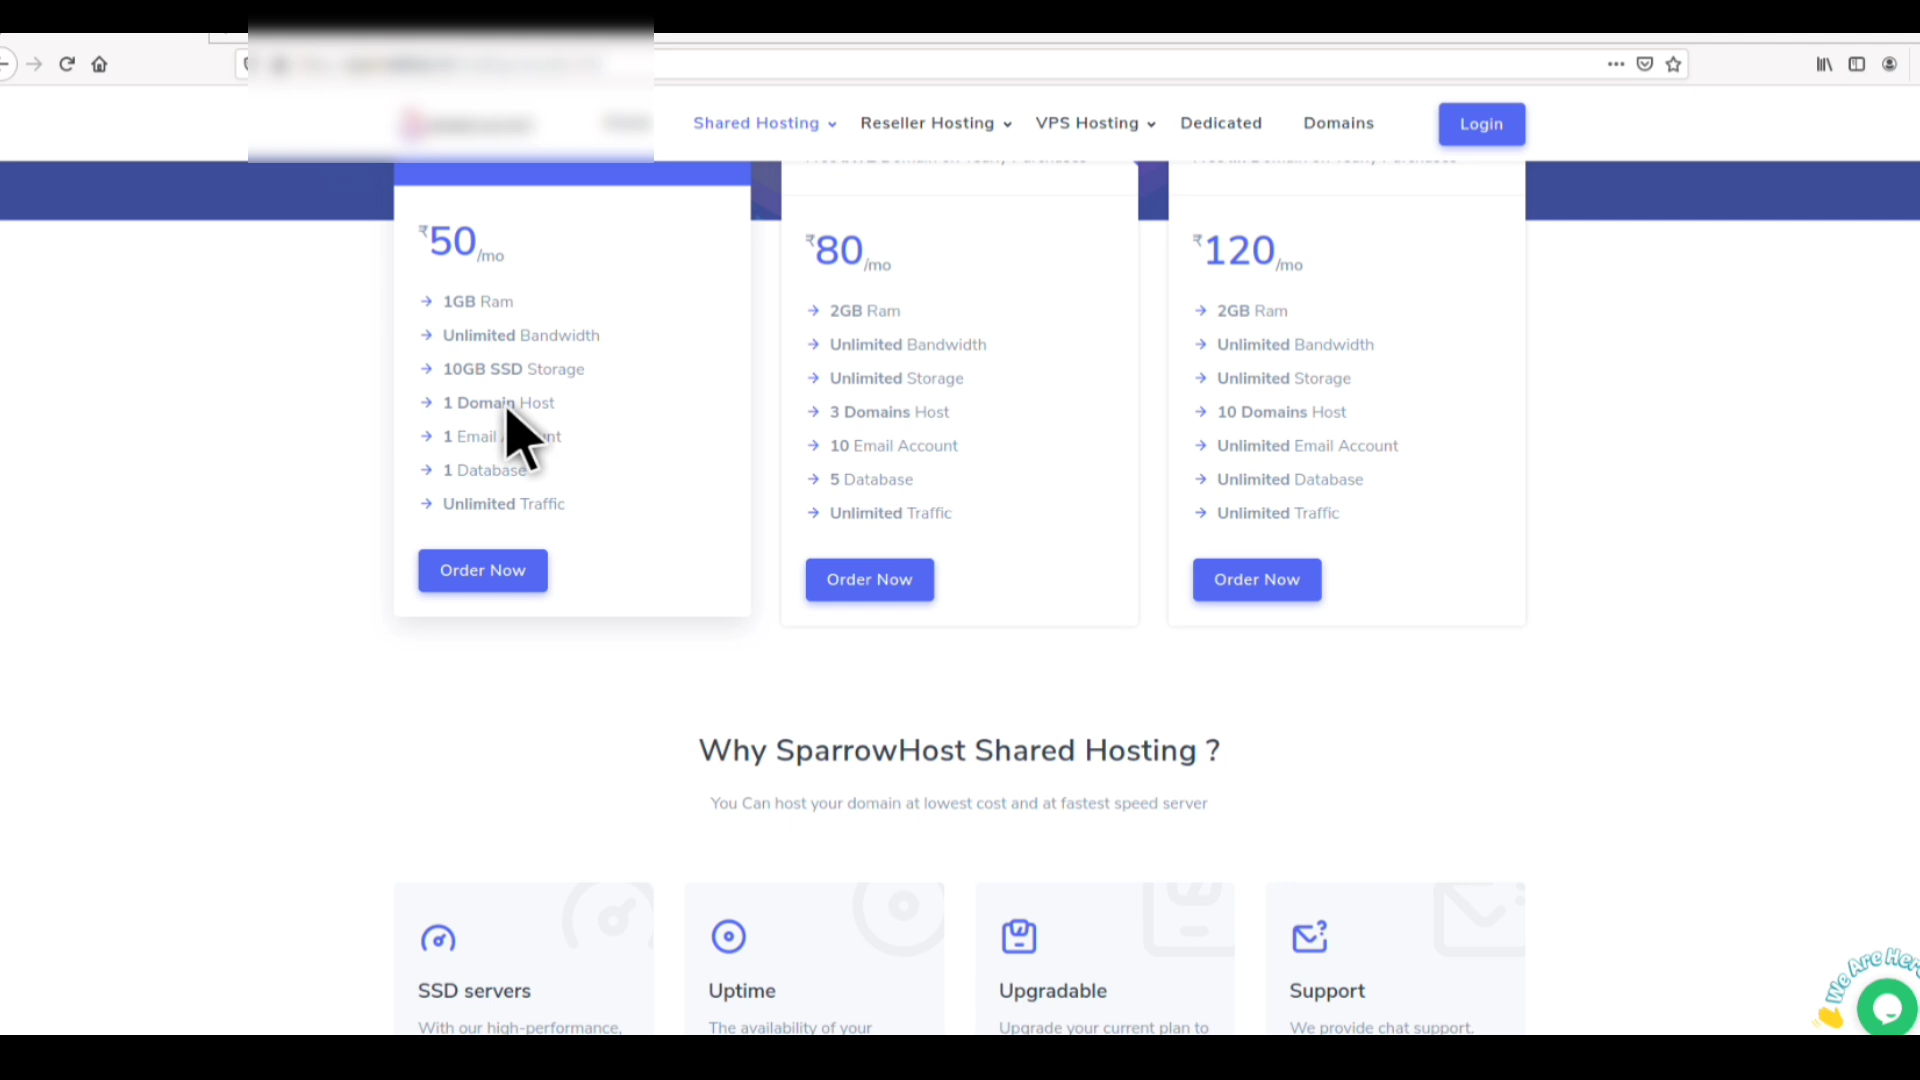 Shared Hosting
Reseller Hosting
VPS Hosting
Dedicated
Domains
Login
₹50/mo
1GB Ram
Unlimited Bandwidth
10GB SSD Storage
1 Domain Host
1 Email
1 Database
Unlimited Traffic
Order Now
₹80/mo
2GB Ram
Unlimited Bandwidth
Unlimited Storage
3 Domains Host
10 Email Account
5 Database
Unlimited Traffic
Order Now
₹120/mo
2GB Ram
Unlimited Bandwidth
Unlimited Storage
10 Domains Host
Unlimited Email Account
Unlimited Database
Unlimited Traffic
Order Now
Why SparrowHost Shared Hosting ?
You Can host your domain at lowest cost and at fastest speed server
SSD servers
With our high-performance,
Uptime
The availability of your
Upgradable
Upgrade your current plan to
Support
We provide chat support.
We Are Here